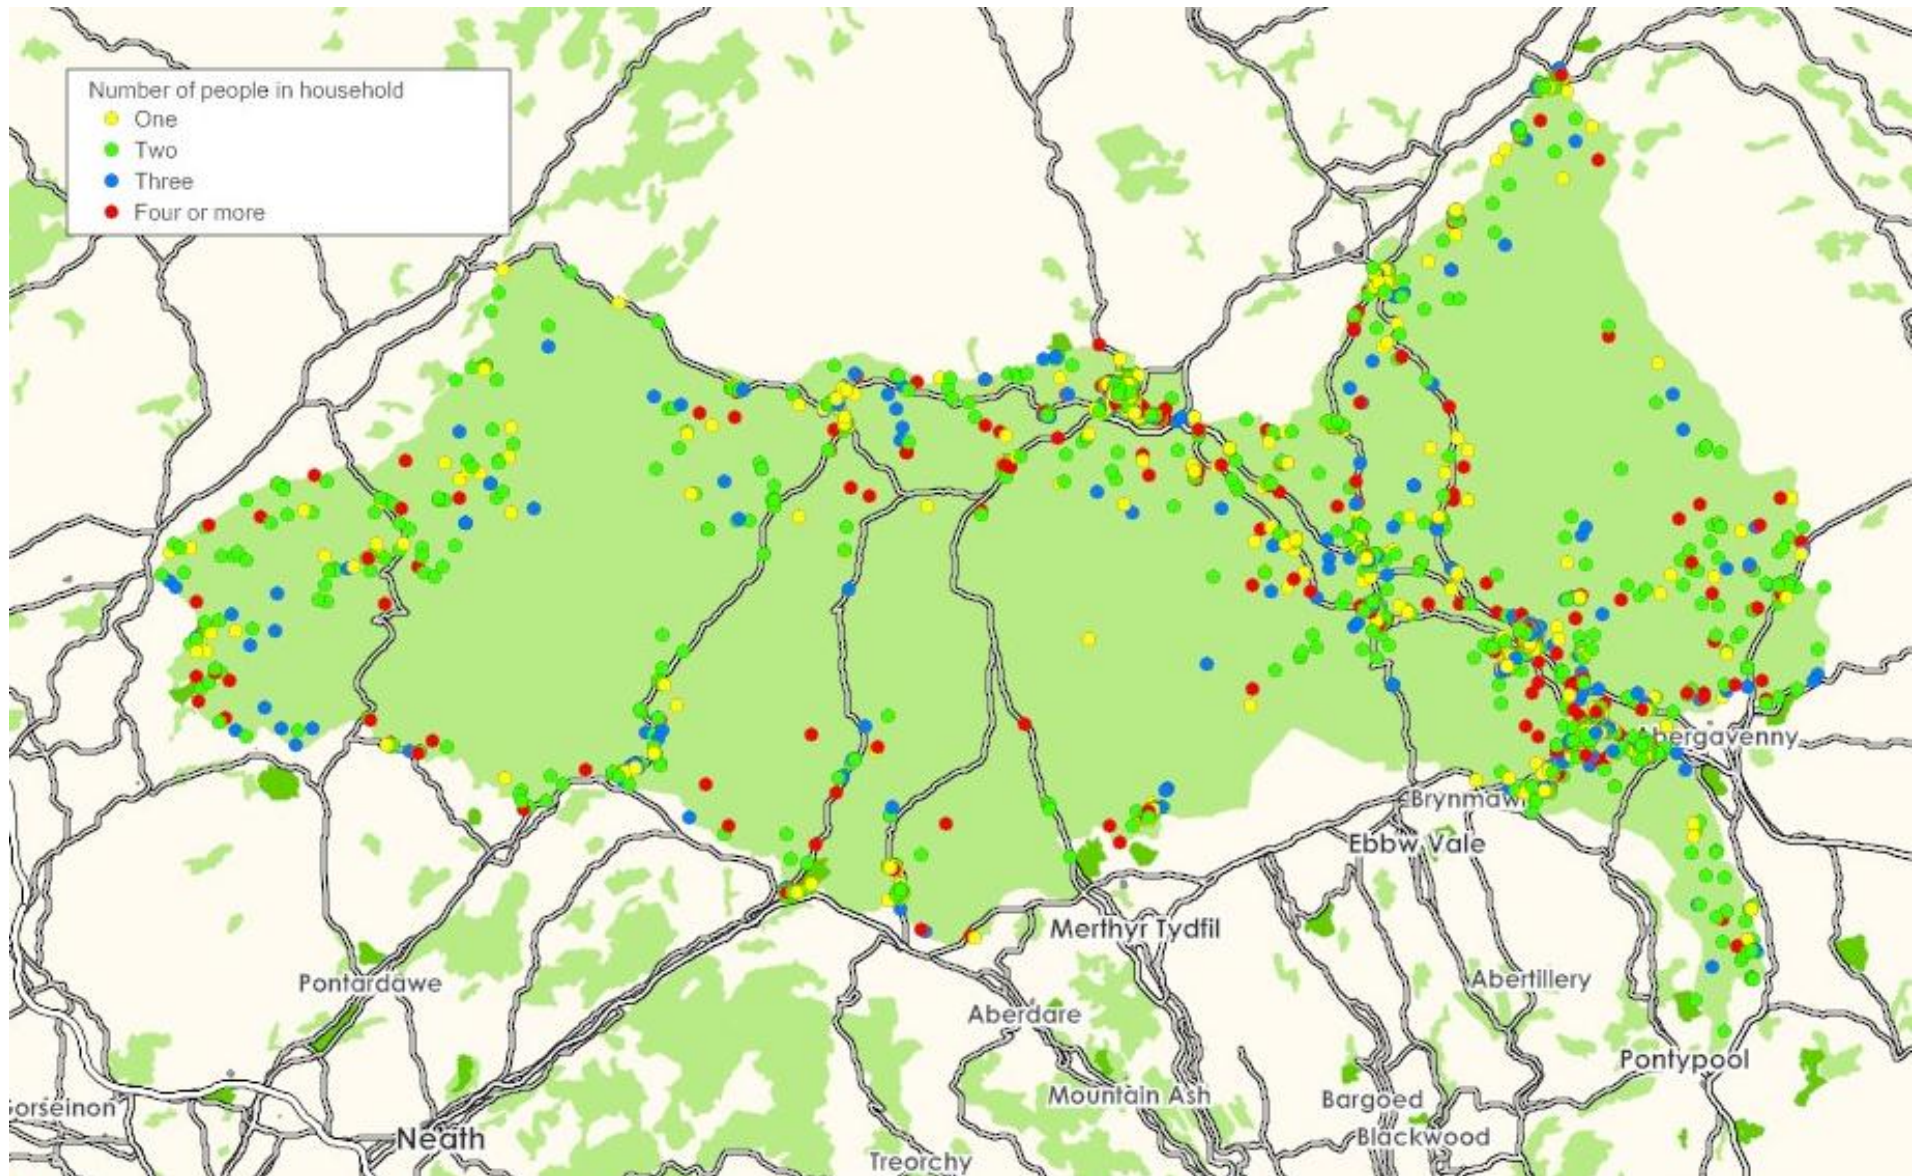 Number of people in household
One
Two
Three
Four or more
Abergavenny
Brynmawr
Ebbw Vale
Merthyr Tydfil
Pontardawe
Abertillery
Aberdare
Pontypool
Mountain Ash
Bargoed
Gorseinon
Blackwood
Neath
Treorchy